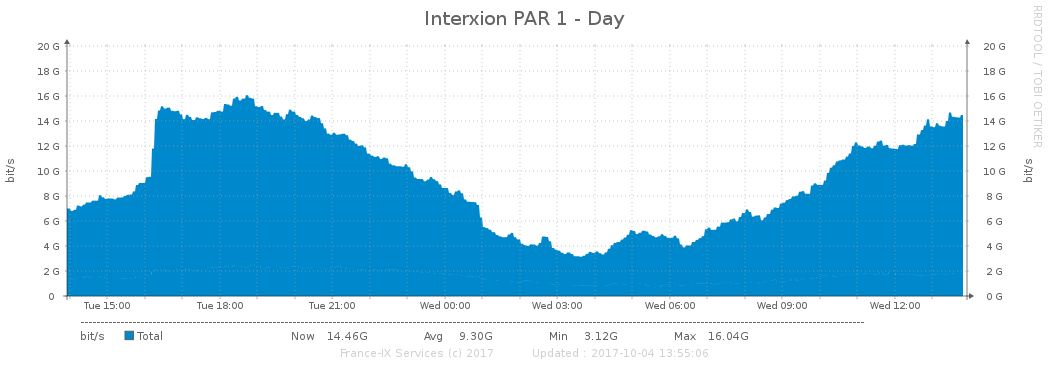 Interxion PAR 1 - Day
RRDTOOL / TOBI OETIKER
20 G 20 G
18 G 18 G
16 G 16 G
14 G 14 G
12 G 12 G
10 G 10 G
8 G 8 G
6 G 6 G
4 G 4 G
2 G 2 G
0 0 G
bit/s
bit/s
Tue 15:00 Tue 18:00 Tue 21:00 Wed 00:00 Wed 03:00 Wed 06:00 Wed 09:00 Wed 12:00
bit/s Total Now 14.46G Avg 9.30G Min 3.12G Max 16.04G
France-IX Services (c) 2017 Updated : 2017-10-04 13:55:06